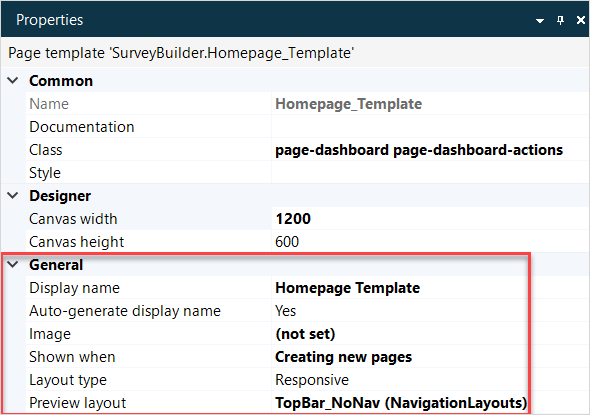 Properties
Page template 'SurveyBuilder.Homepage_Template'
Common
Name Homepage_Template
Documentation
Class page-dashboard page-dashboard-actions
Style
Designer
Canvas width 1200
Canvas height 600
General
Display name Homepage Template
Auto-generate display name Yes
Image (not set)
Shown when Creating new pages
Layout type Responsive
Preview layout TopBar_NoNav (NavigationLayouts)